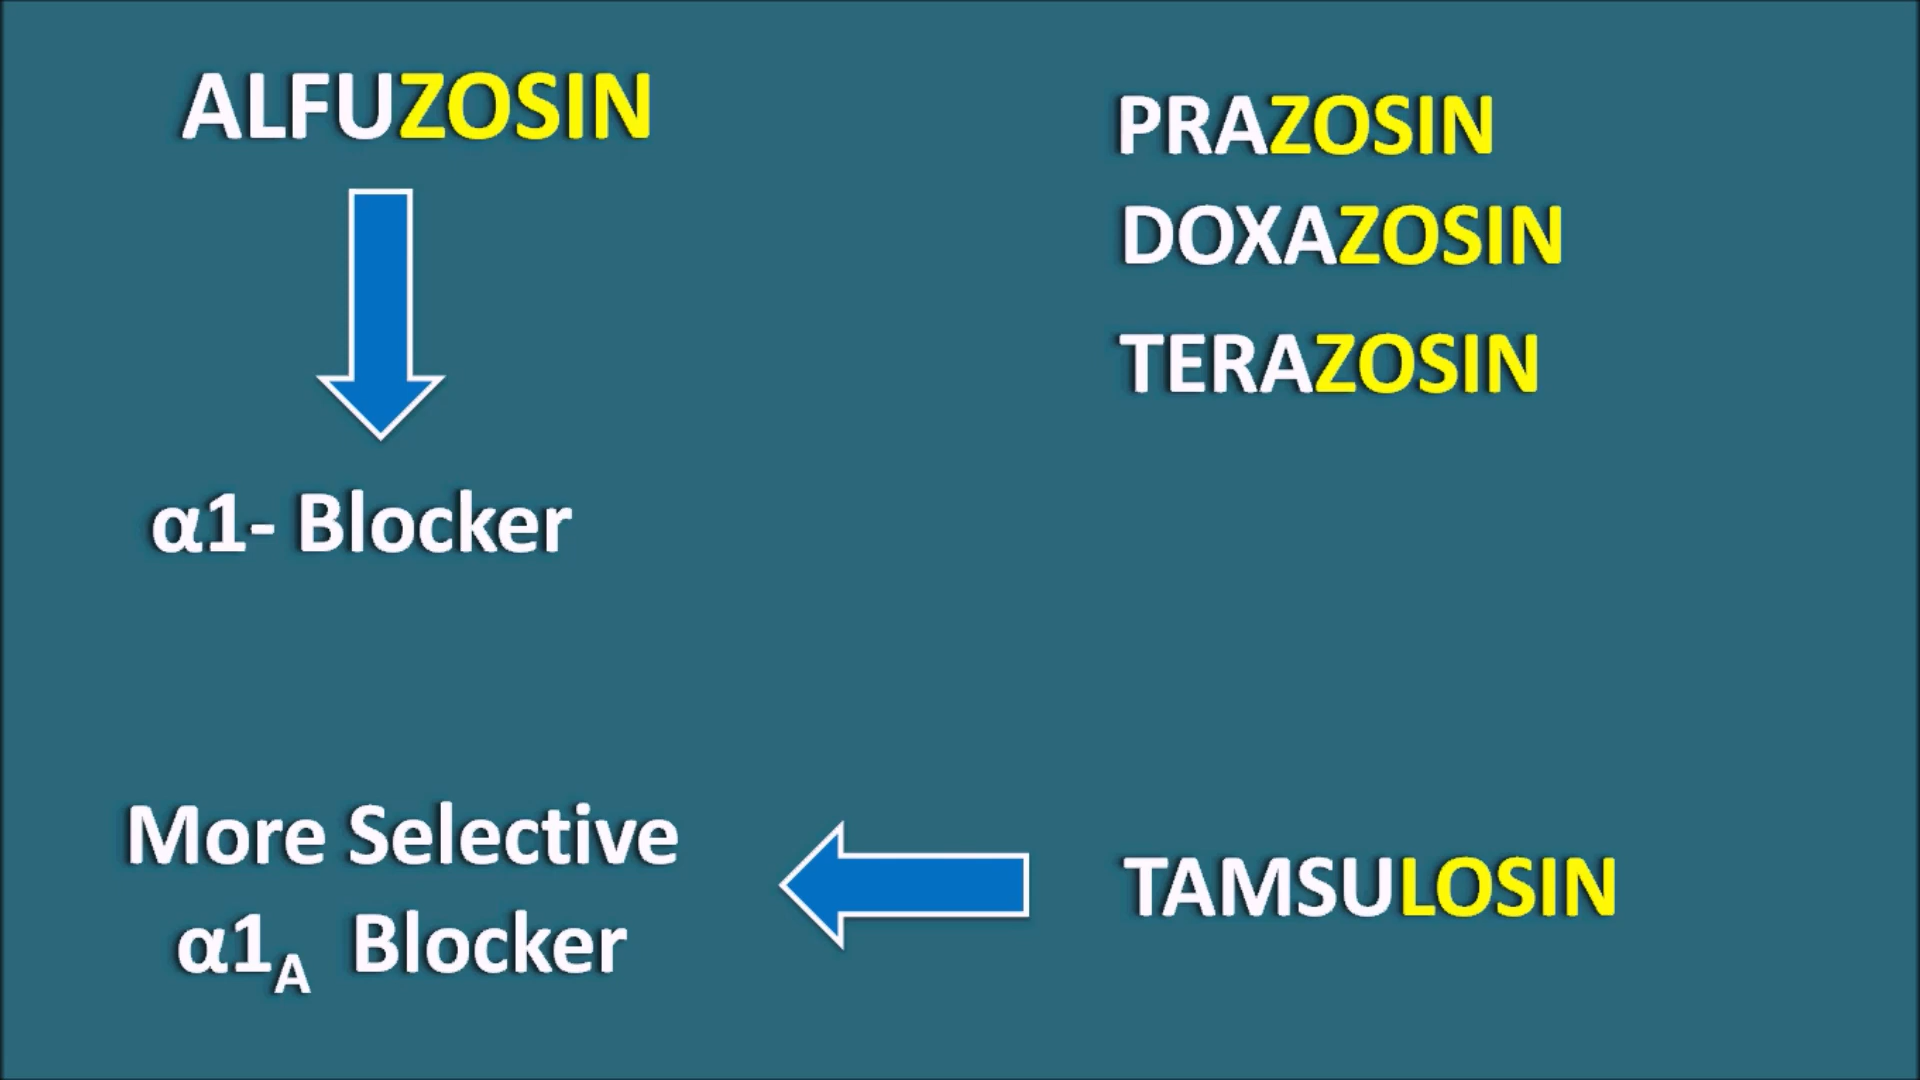 ALFUZOSIN
α1- Blocker
PRAZOSIN
DOXAZOSIN
TERAZOSIN
TAMSULOSIN
More Selective
α1A Blocker